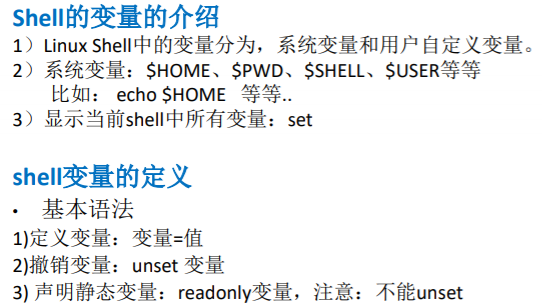 Shell的变量的介绍
1）Linux Shell中的变量分为，系统变量和用户自定义变量。
2）系统变量：$HOME、$PWD、$SHELL、$USER等等
比如： echo $HOME 等等..
3）显示当前shell中所有变量：set
shell变量的定义
• 基本语法
1)定义变量：变量=值
2)撤销变量：unset 变量
3) 声明静态变量：readonly变量，注意：不能unset